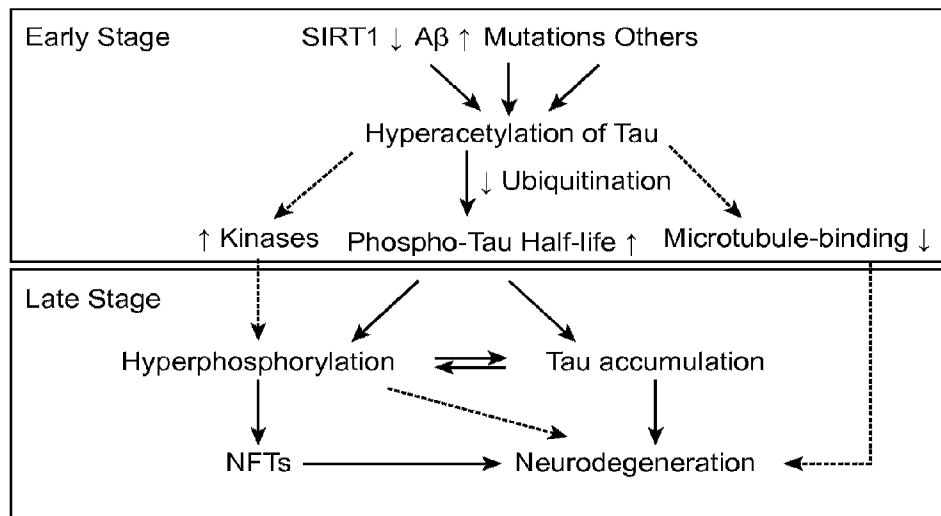 Early Stage
SIRT1 ↓ Aβ ↑ Mutations Others
Hyperacetylation of Tau
↓ Ubiquitination
↑ Kinases
Phospho-Tau Half-life ↑
Microtubule-binding ↓
Late Stage
Hyperphosphorylation
Tau accumulation
NFTs
Neurodegeneration